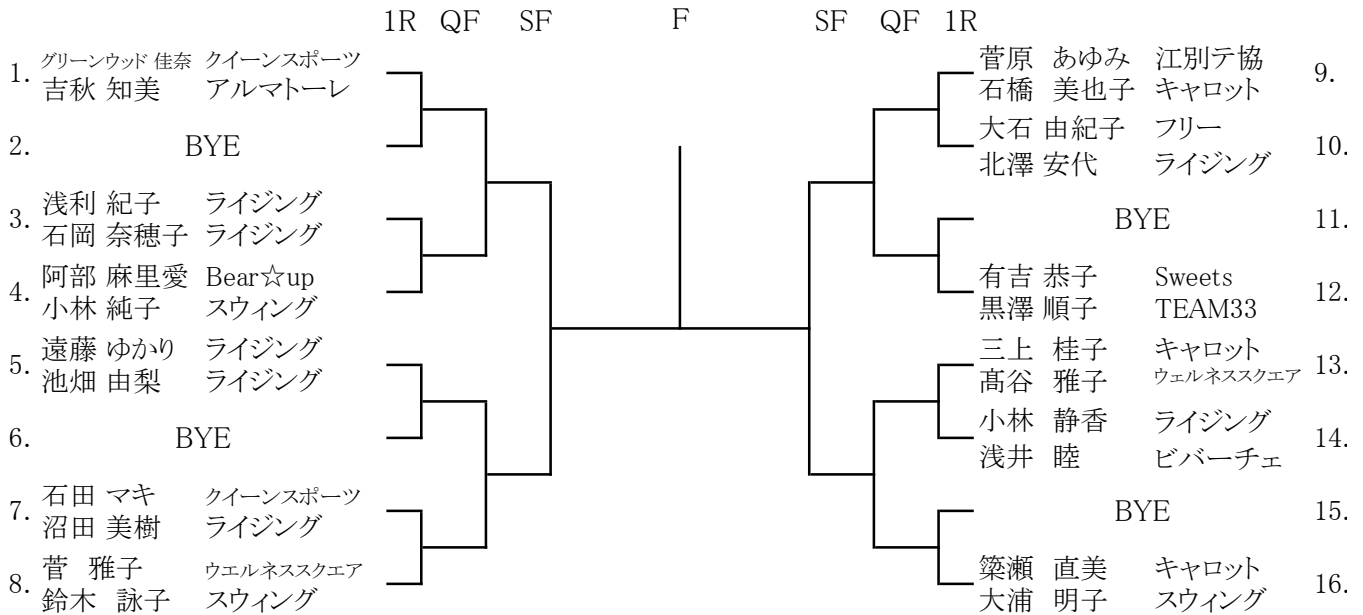 1R QF SF F SF QF 1R
1. グリーンウッド 佳奈 クイーンスポーツ
吉秋 知美 アルマトーレ
2. BYE
3. 浅利 紀子 ライジング
石岡 奈穂子 ライジング
4. 阿部 麻里愛 Bear☆up
小林 純子 スウィング
5. 遠藤 ゆかり ライジング
池畑 由梨 ライジング
6. BYE
7. 石田 マキ クイーンスポーツ
沼田 美樹 ライジング
8. 菅 雅子 ウエルネススクエア
鈴木 詠子 スウィング
菅原 あゆみ 江別テ協 9.
石橋 美也子 キャロット
大石 由紀子 フリー 10.
北澤 安代 ライジング
BYE 11.
有吉 恭子 Sweets 12.
黒澤 順子 TEAM33
三上 桂子 キャロット 13.
髙谷 雅子 ウェルネススクエア
小林 静香 ライジング 14.
浅井 睦 ビバーチェ
BYE 15.
簗瀬 直美 キャロット 16.
大浦 明子 スウィング